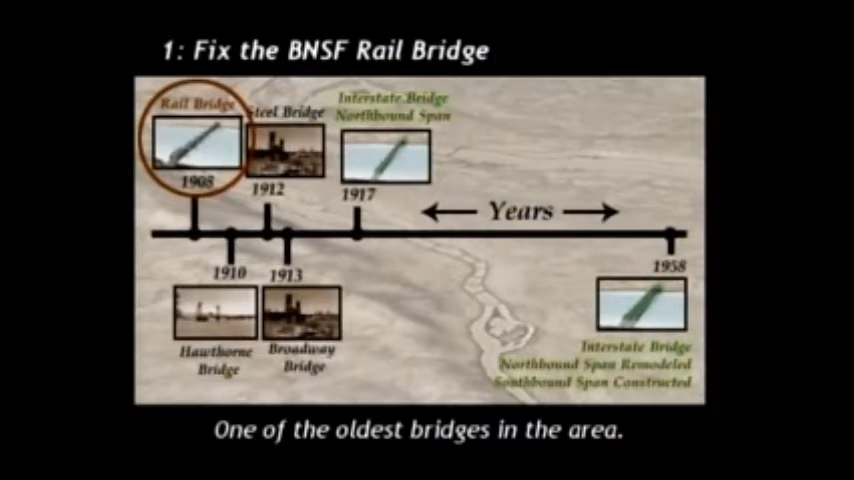 1: Fix the BNSF Rail Bridge
Rail Bridge
Steel Bridge
Interstate Bridge
Northbound Span
1908
1912
1917
Years
1910
1913
1958
Hawthorne
Bridge
Broadway
Bridge
Interstate Bridge
Northbound Span Remodeled
Southbound Span Constructed
One of the oldest bridges in the area.